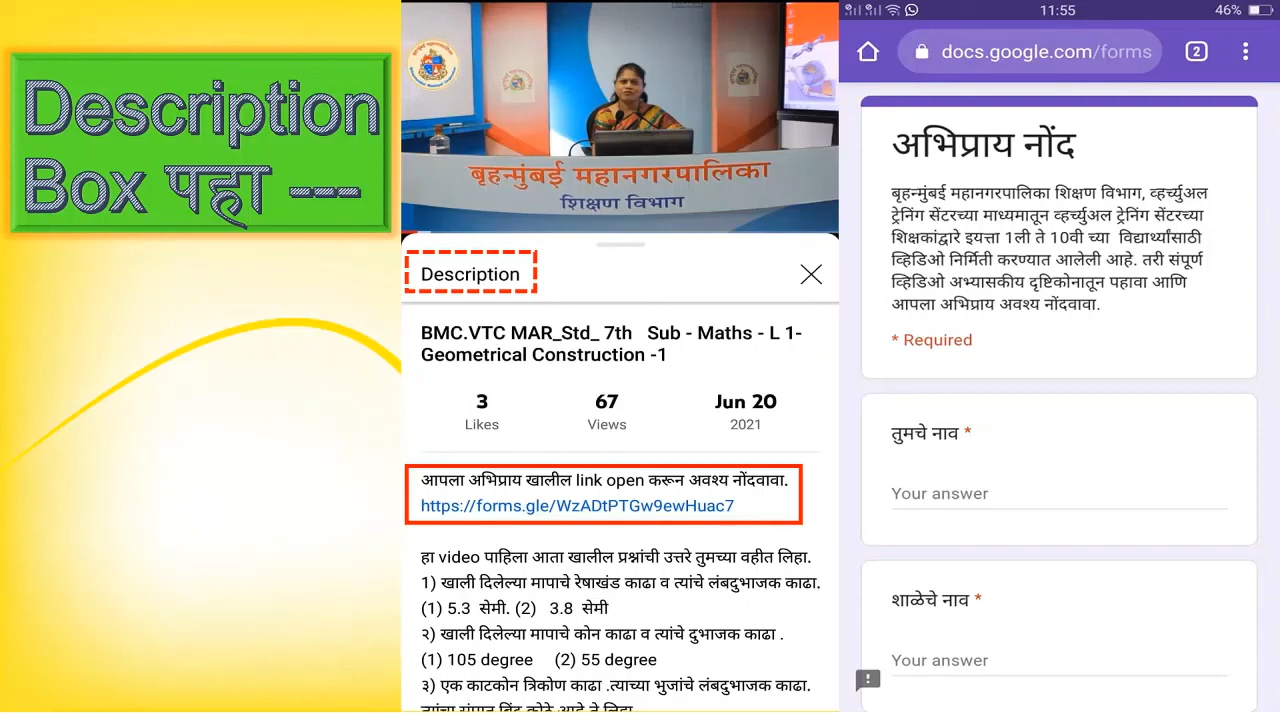 Description
Box पहा ---
बृहन्मुंबई महानगरपालिका
शिक्षण विभाग
Description
BMC.VTC MAR_Std_ 7th Sub - Maths - L 1-
Geometrical Construction -1
3
Likes
67
Views
Jun 20
2021
आपला अभिप्राय खालील link open करून अवश्य नोंदवावा.
https://forms.gle/WzADtPTGw9ewHuac7
हा video पाहिला आता खालील प्रश्नांची उत्तरे तुमच्या वहीत लिहा.
1) खाली दिलेल्या मापाचे रेषाखंड काढा व त्यांचे लंबदुभाजक काढा.
(1) 5.3 सेमी. (2) 3.8 सेमी
२) खाली दिलेल्या मापाचे कोन काढा व त्यांचे दुभाजक काढा .
(1) 105 degree (2) 55 degree
३) एक काटकोन त्रिकोण काढा .त्याच्या भुजांचे लंबदुभाजक काढा.
त्यांचा संपात बिंदू कोठे आहे ते लिहा
11:55
46%
docs.google.com/forms
2
अभिप्राय नोंद
बृहन्मुंबई महानगरपालिका शिक्षण विभाग, व्हर्च्युअल
ट्रेनिंग सेंटरच्या माध्यमातून व्हर्च्युअल ट्रेनिंग सेंटरच्या
शिक्षकांद्वारे इयत्ता 1ली ते 10वी च्या विद्यार्थ्यांसाठी
व्हिडिओ निर्मिती करण्यात आलेली आहे. तरी संपूर्ण
व्हिडिओ अभ्यासकीय दृष्टिकोनातून पहावा आणि
आपला अभिप्राय अवश्य नोंदवावा.
* Required
तुमचे नाव *
Your answer
शाळेचे नाव *
Your answer